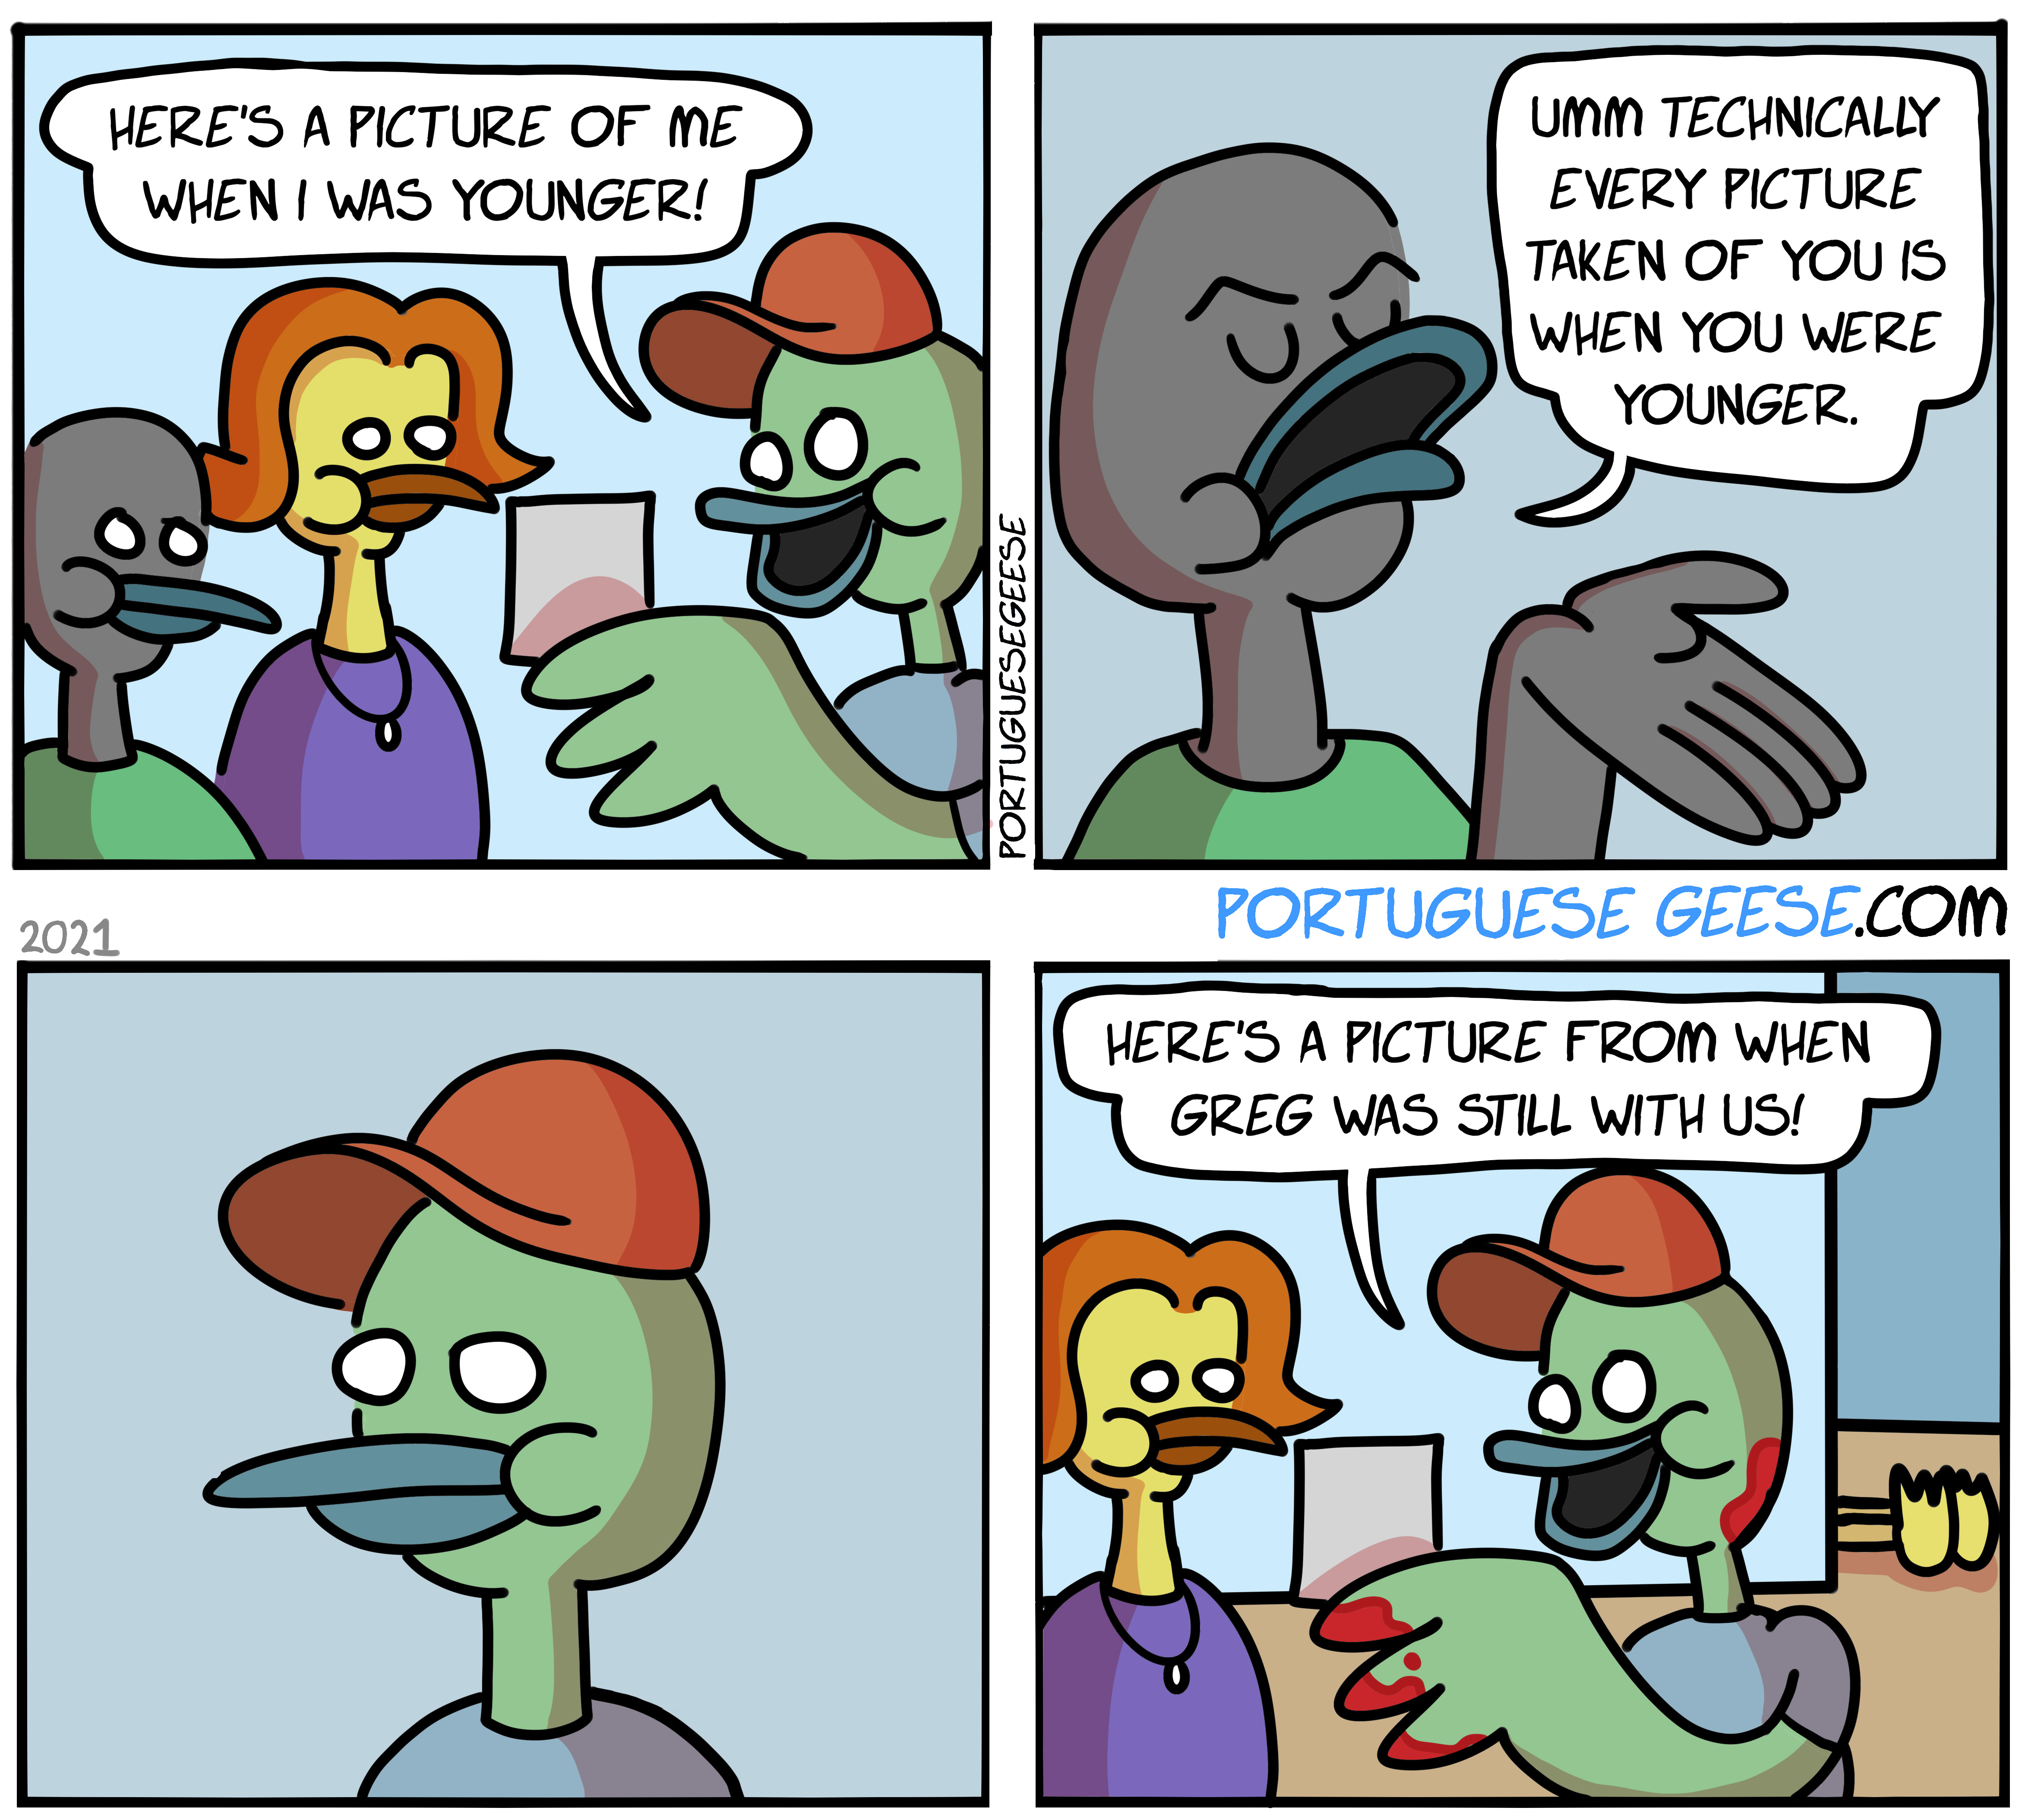 HERE'S A PICTURE OF ME
WHEN I WAS YOUNGER!
PORTUGUESEGEESE
UMM TECHNICALLY
EVERY PICTURE
TAKEN OF YOU IS
WHEN YOU WERE
YOUNGER.
2021
PORTUGUESE GEESE.COM
HERE'S A PICTURE FROM WHEN
GREG WAS STILL WITH US!